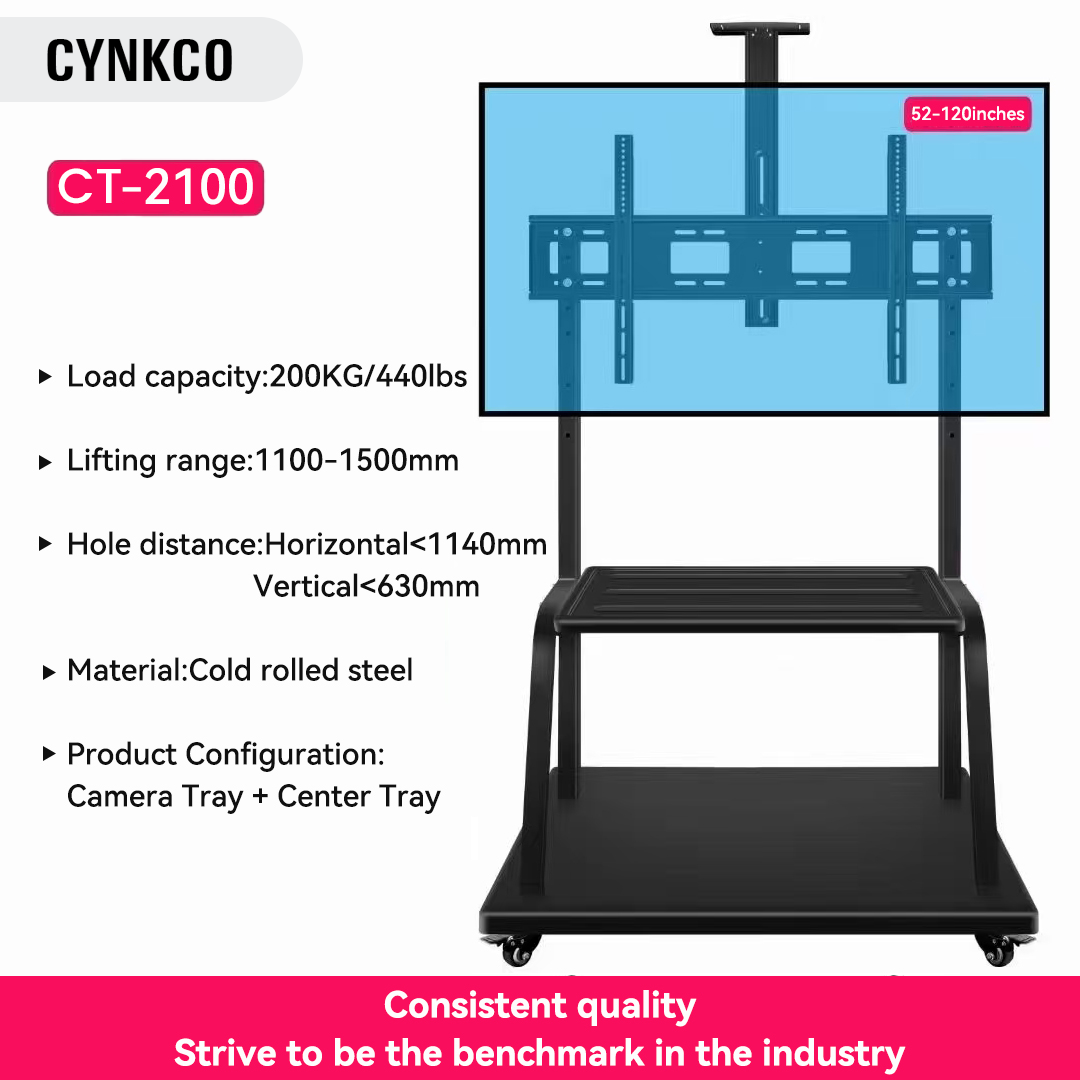 CYNKCO
52-120inches
CT-2100
Load capacity:200KG/440lbs
Lifting range:1100-1500mm
Hole distance:Horizontal<1140mm
Vertical<630mm
Material:Cold rolled steel
Product Configuration:
Camera Tray + Center Tray
Consistent quality
Strive to be the benchmark in the industry